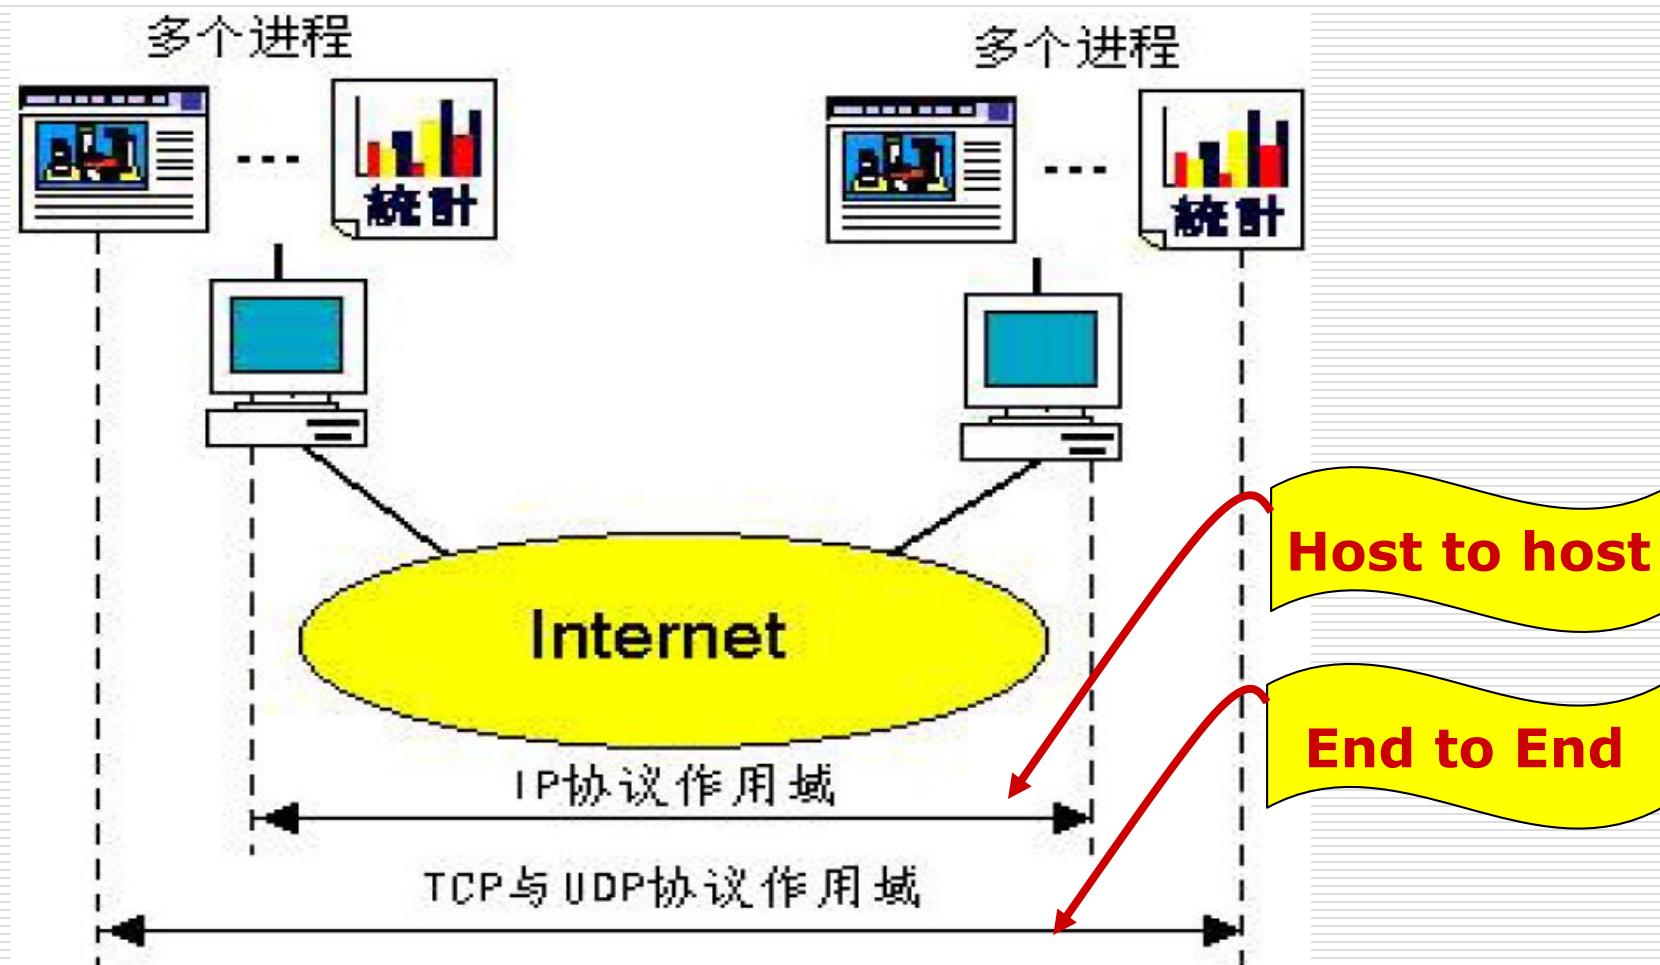 多个进程
多个进程
統計
統計
Internet
Host to host
End to End
IP协议作用域
TCP与UDP协议作用域